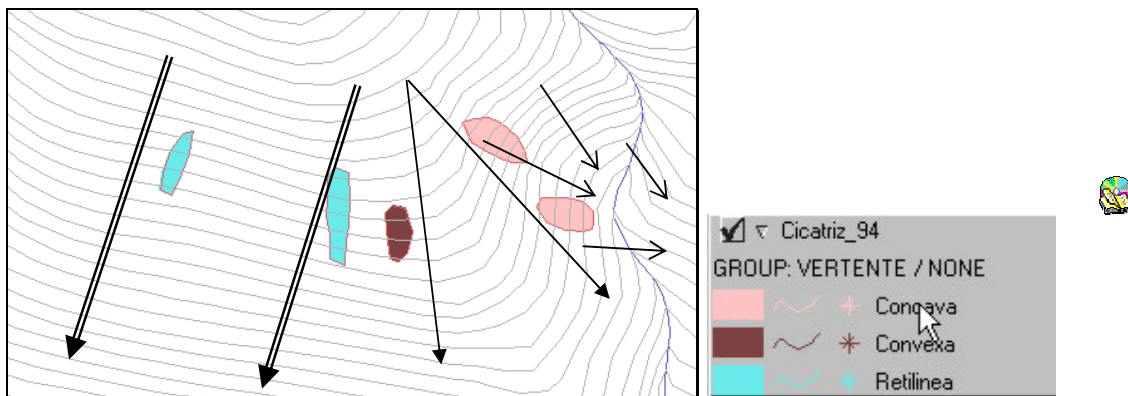 Cicatriz_94
GROUP: VERTENTE / NONE
Concava
Convexa
Retilinea